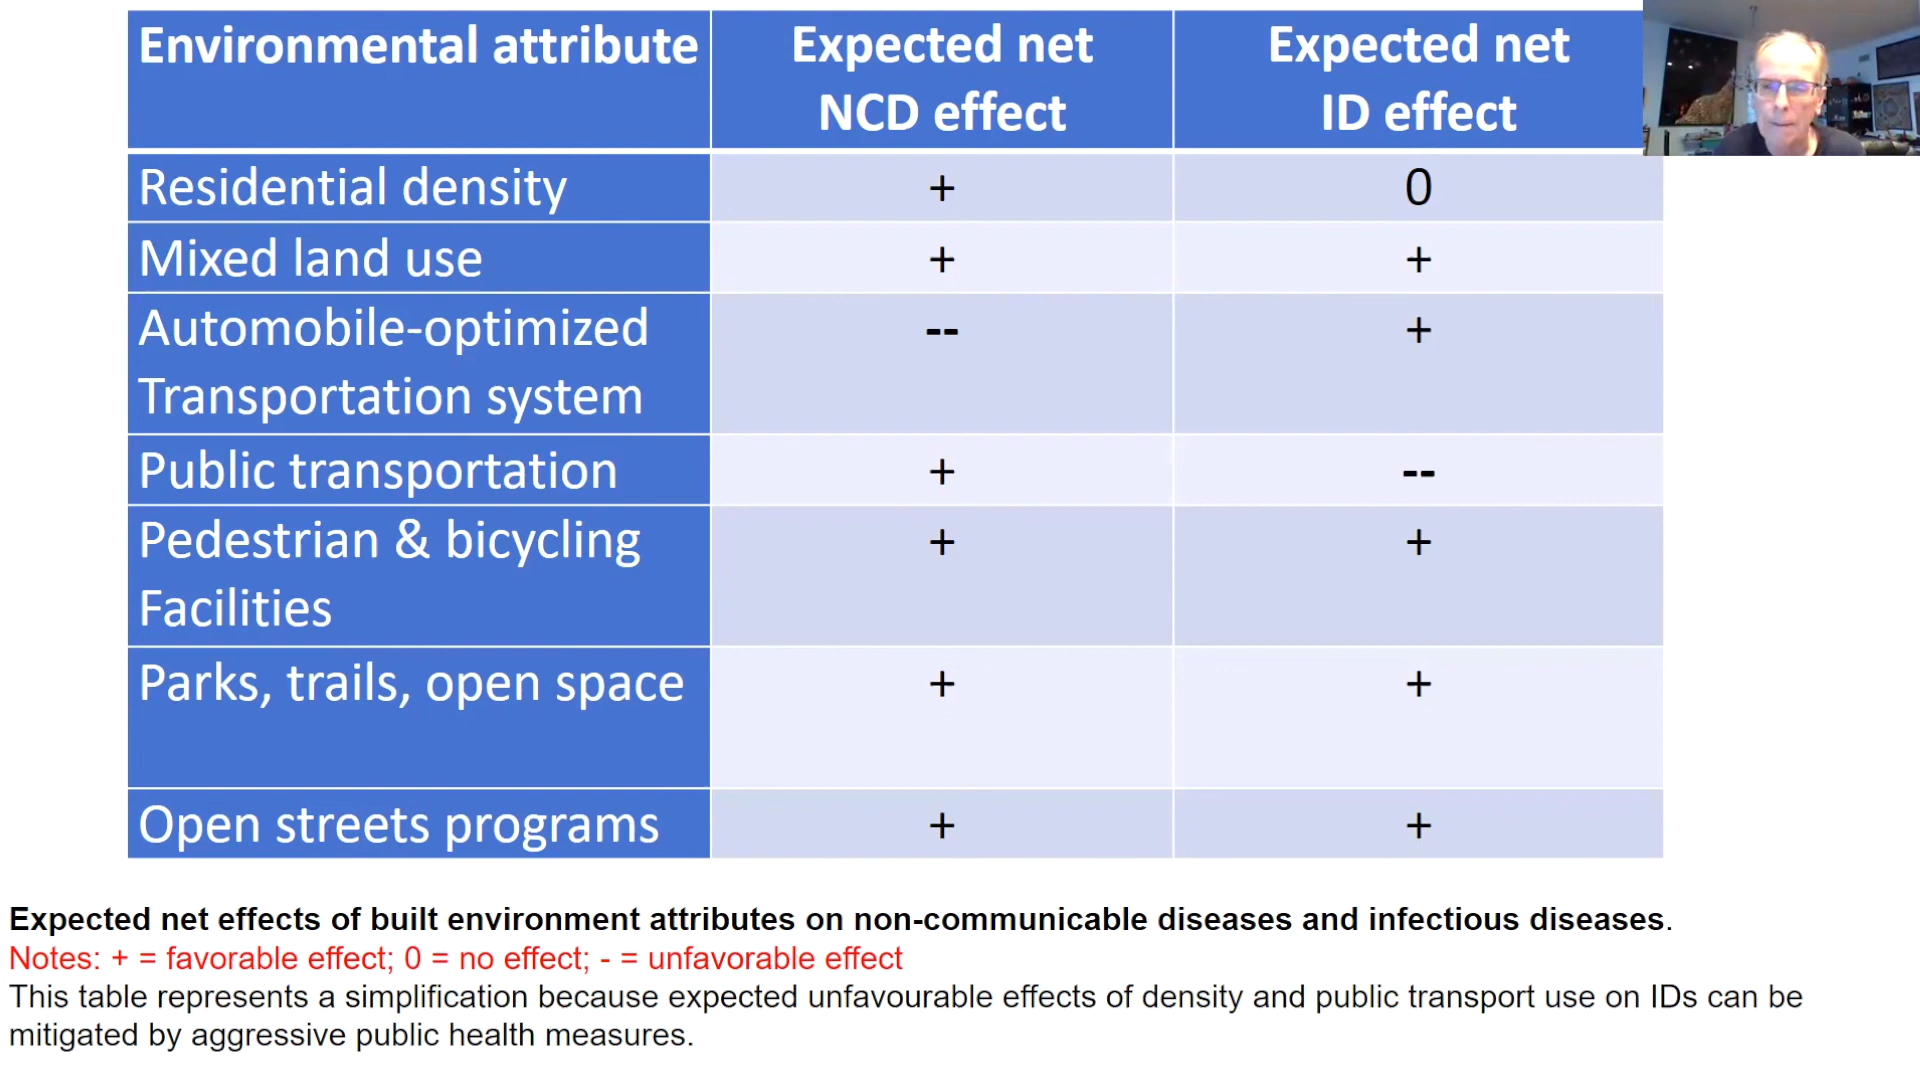 Environmental attribute
Expected net
NCD effect
Expected net
ID effect
Residential density
+
0
Mixed land use
+
+
Automobile-optimized
Transportation system
--
+
Public transportation
+
--
Pedestrian & bicycling
Facilities
+
+
Parks, trails, open space
+
+
Open streets programs
+
+
Expected net effects of built environment attributes on non-communicable diseases and infectious diseases.
Notes: + = favorable effect; 0 = no effect; - = unfavorable effect
This table represents a simplification because expected unfavourable effects of density and public transport use on IDs can be
mitigated by aggressive public health measures.